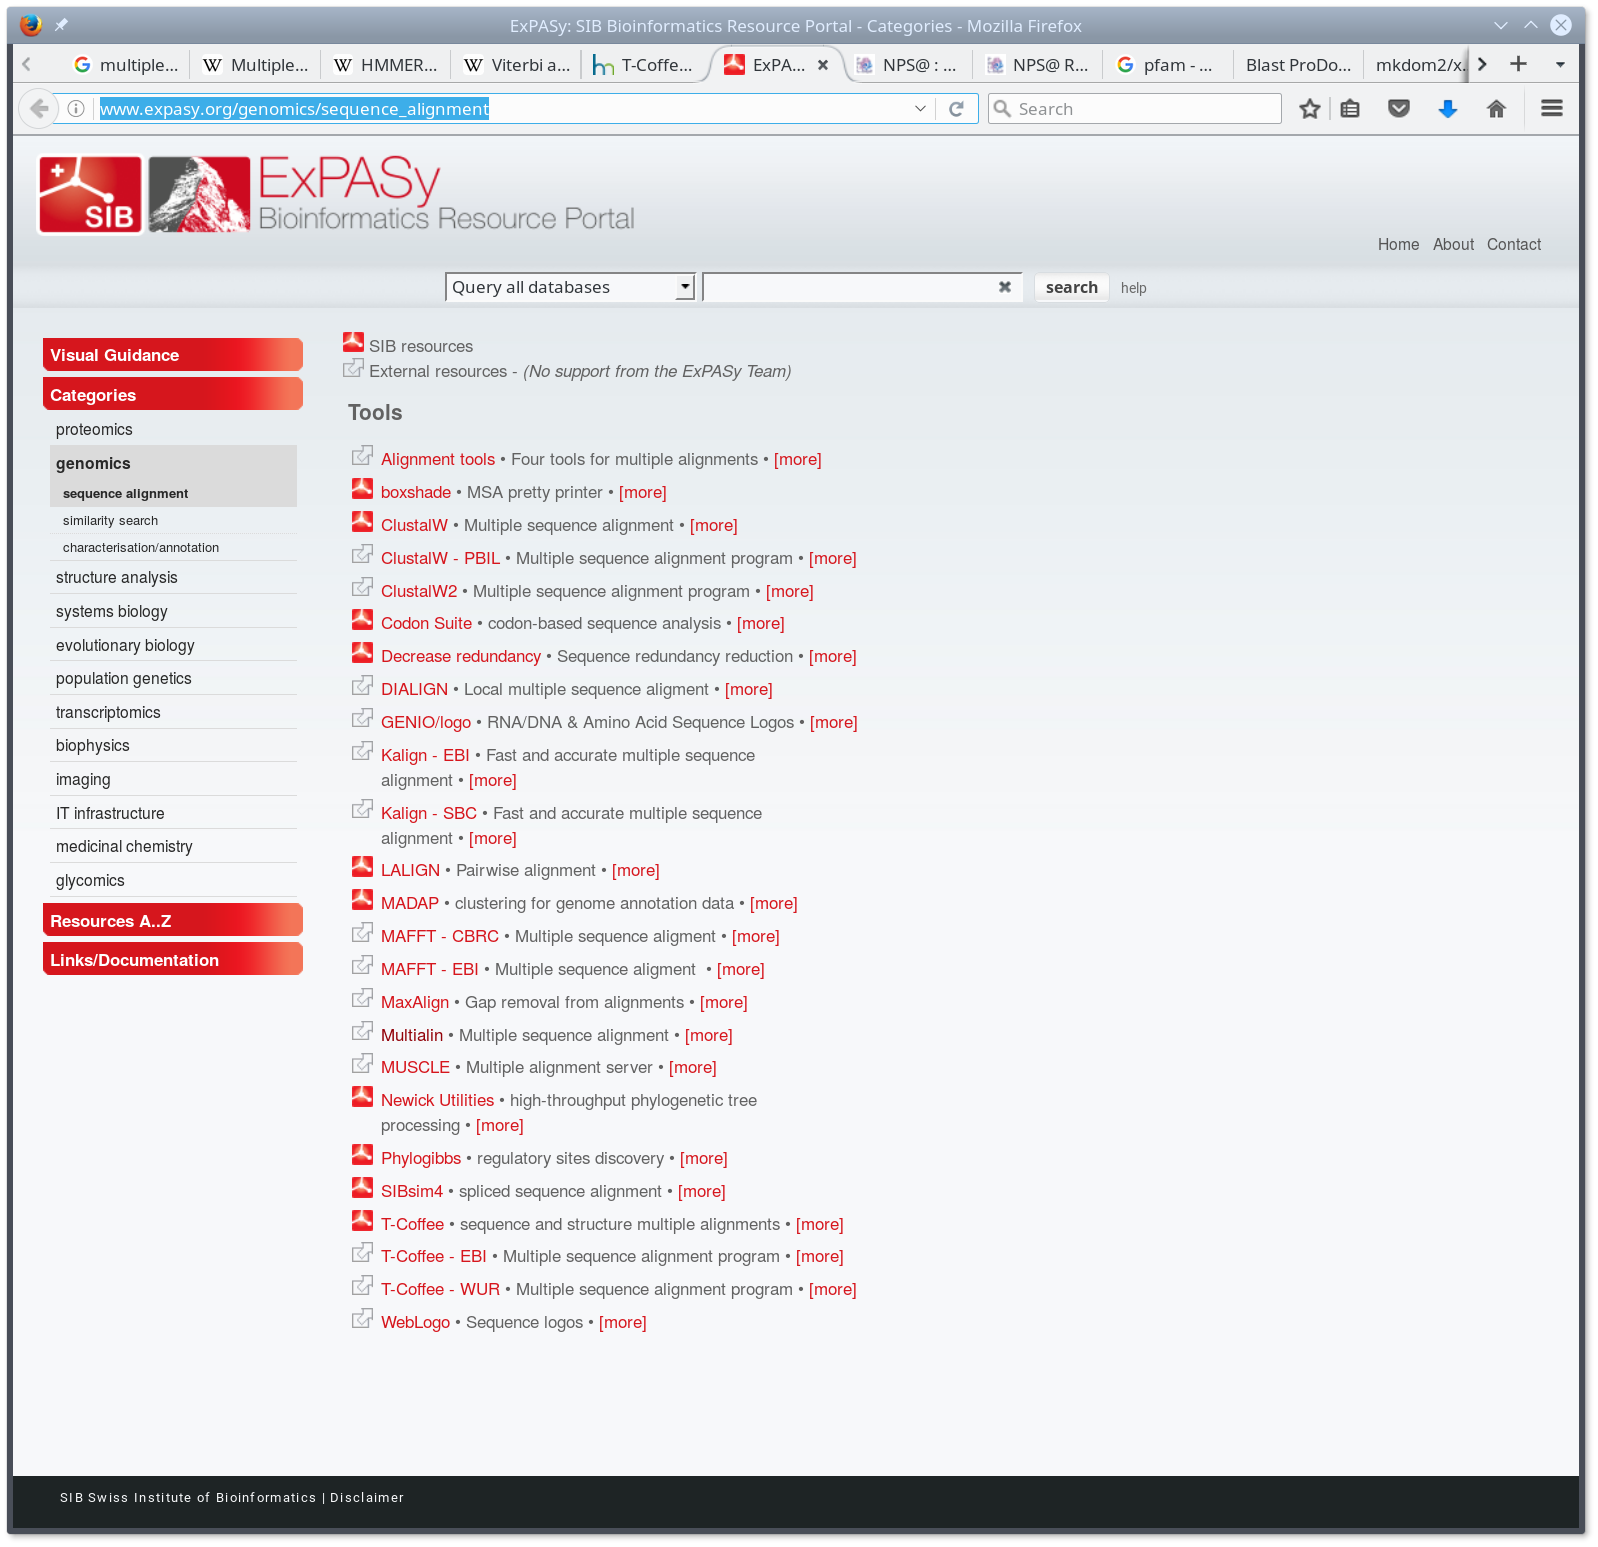 ExPASy: SIB Bioinformatics Resource Portal - Categories - Mozilla Firefox
multiple... Multiple... HMMER... Viterbi a... T-Coffe... ExPA... NPS@ : ... NPS@ R... pfam - ... Blast ProDo... mkdom2/x.
www.expasy.org/genomics/sequence_alignment Search
SIB
ExPASy
Bioinformatics Resource Portal
Home About Contact
Query all databases search help
Visual Guidance
Categories
proteomics
genomics
sequence alignment
similarity search
characterisation/annotation
structure analysis
systems biology
evolutionary biology
population genetics
transcriptomics
biophysics
imaging
IT infrastructure
medicinal chemistry
glycomics
Resources A..Z
Links/Documentation
SIB resources
External resources - (No support from the ExPASy Team)
Tools
Alignment tools • Four tools for multiple alignments • [more]
boxshade • MSA pretty printer • [more]
ClustalW • Multiple sequence alignment • [more]
ClustalW - PBIL • Multiple sequence alignment program • [more]
ClustalW2 • Multiple sequence alignment program • [more]
Codon Suite • codon-based sequence analysis • [more]
Decrease redundancy • Sequence redundancy reduction • [more]
DIALIGN • Local multiple sequence aligment • [more]
GENIO/logo • RNA/DNA & Amino Acid Sequence Logos • [more]
Kalign - EBI • Fast and accurate multiple sequence
alignment • [more]
Kalign - SBC • Fast and accurate multiple sequence
alignment • [more]
LALIGN • Pairwise alignment • [more]
MADAP • clustering for genome annotation data • [more]
MAFFT - CBRC • Multiple sequence aligment • [more]
MAFFT - EBI • Multiple sequence aligment • [more]
MaxAlign • Gap removal from alignments • [more]
Multialin • Multiple sequence alignment • [more]
MUSCLE • Multiple alignment server • [more]
Newick Utilities • high-throughput phylogenetic tree
processing • [more]
Phylogibbs • regulatory sites discovery • [more]
SIBsim4 • spliced sequence alignment • [more]
T-Coffee • sequence and structure multiple alignments • [more]
T-Coffee - EBI • Multiple sequence alignment program • [more]
T-Coffee - WUR • Multiple sequence alignment program • [more]
WebLogo • Sequence logos • [more]
SIB Swiss Institute of Bioinformatics | Disclaimer